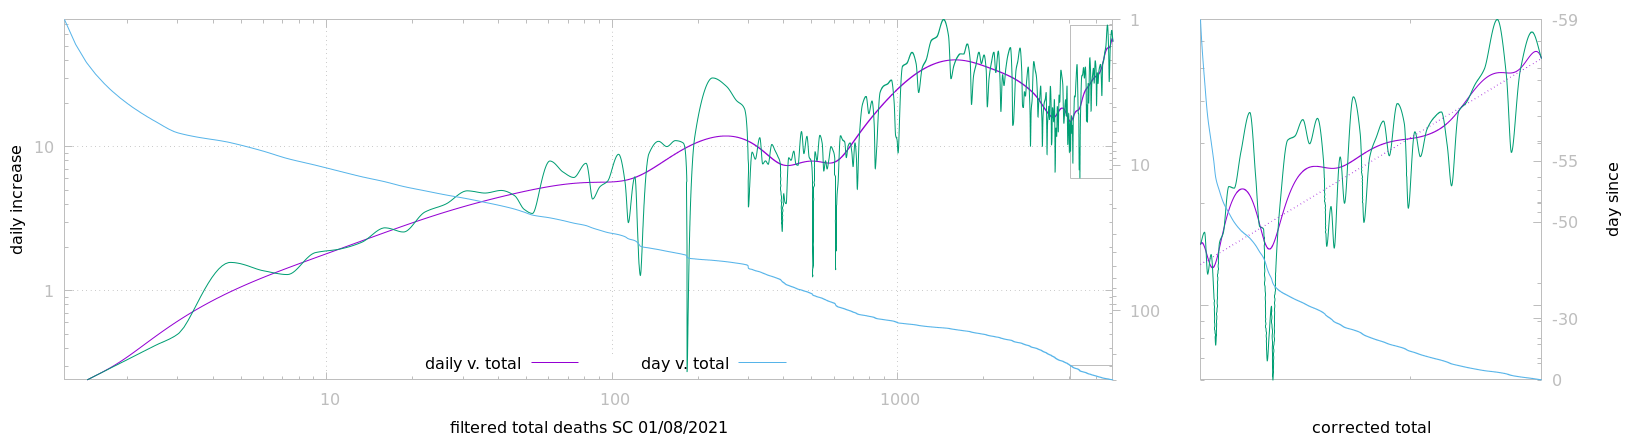 daily increase
10
1
daily v. total
day v. total
10
100
1000
filtered total deaths SC 01/08/2021
1
10
100
corrected total
-59
-55
-50
-30
0
day since